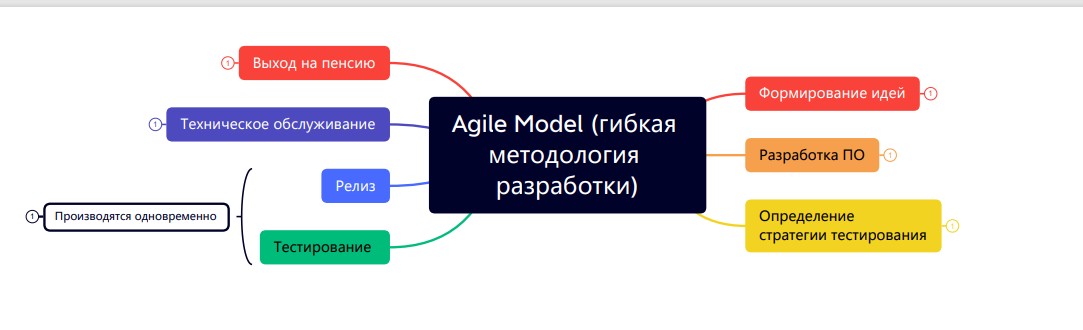 Выход на пенсию
1
Техническое обслуживание
1
Релиз
Производятся одновременно
1
Тестирование
Agile Model (гибкая
методология
разработки)
Формирование идей
1
Разработка ПО
1
Определение
стратегии тестирования
1